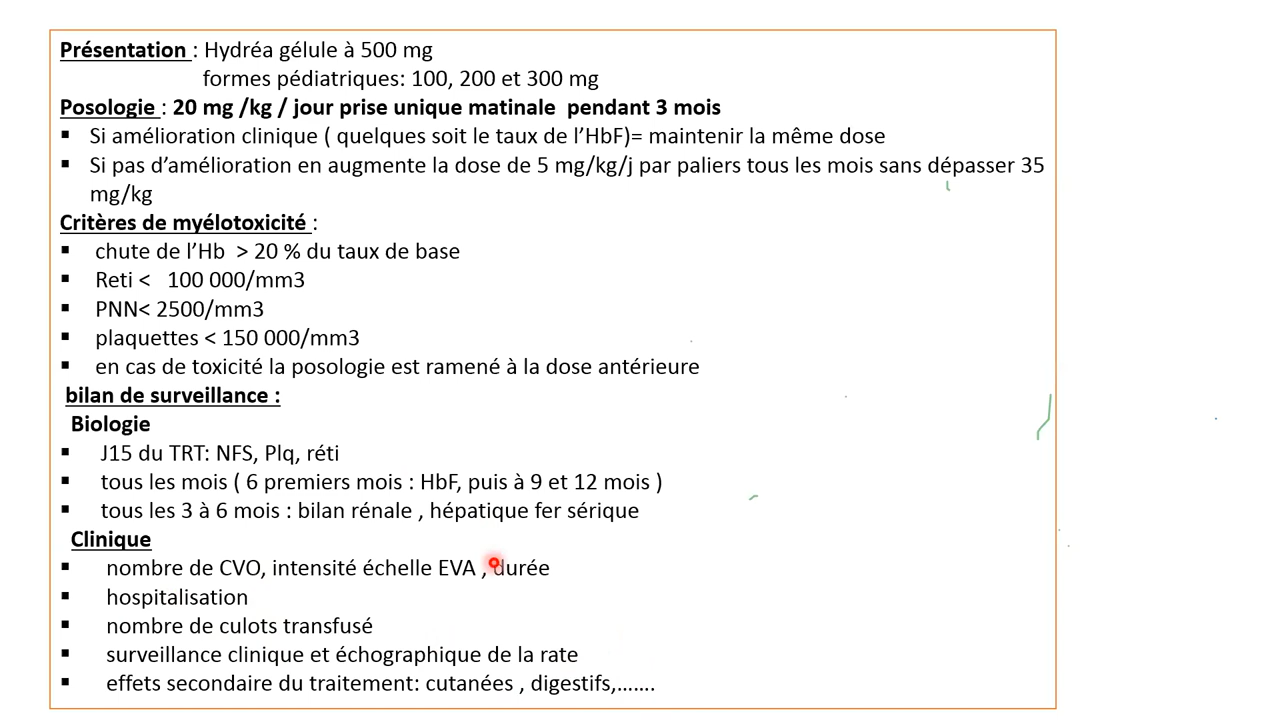 Présentation : Hydréa gélule à 500 mg
formes pédiatriques: 100, 200 et 300 mg
Posologie : 20 mg /kg / jour prise unique matinale pendant 3 mois
▪ Si amélioration clinique ( quelques soit le taux de l’HbF)= maintenir la même dose
▪ Si pas d’amélioration en augmente la dose de 5 mg/kg/j par paliers tous les mois sans dépasser 35
mg/kg
Critères de myélotoxicité :
▪ chute de l’Hb > 20 % du taux de base
▪ Reti < 100 000/mm3
▪ PNN< 2500/mm3
▪ plaquettes < 150 000/mm3
▪ en cas de toxicité la posologie est ramené à la dose antérieure
bilan de surveillance :
Biologie
▪ J15 du TRT: NFS, Plq, réti
▪ tous les mois ( 6 premiers mois : HbF, puis à 9 et 12 mois )
▪ tous les 3 à 6 mois : bilan rénale , hépatique fer sérique
Clinique
▪ nombre de CVO, intensité échelle EVA , durée
▪ hospitalisation
▪ nombre de culots transfusé
▪ surveillance clinique et échographique de la rate
▪ effets secondaire du traitement: cutanées , digestifs,…….